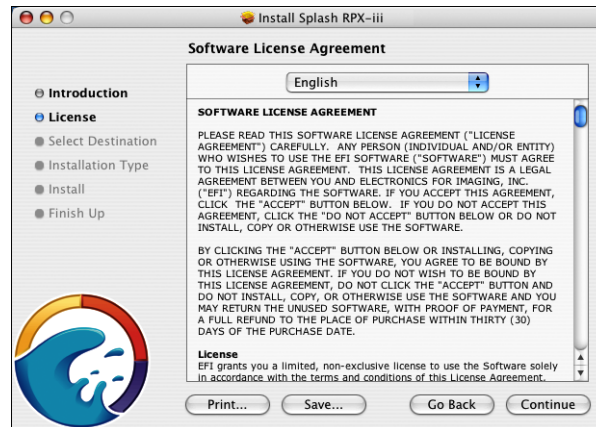 Install Splash RPX-iii
Software License Agreement
English
Introduction
License
Select Destination
Installation Type
Install
Finish Up
SOFTWARE LICENSE AGREEMENT
PLEASE READ THIS SOFTWARE LICENSE AGREEMENT ("LICENSE
AGREEMENT") CAREFULLY. ANY PERSON (INDIVIDUAL AND/OR ENTITY)
WHO WISHES TO USE THE EFI SOFTWARE ("SOFTWARE") MUST AGREE
TO THIS LICENSE AGREEMENT. THIS LICENSE AGREEMENT IS A LEGAL
AGREEMENT BETWEEN YOU AND ELECTRONICS FOR IMAGING, INC.
("EFI") REGARDING THE SOFTWARE. IF YOU ACCEPT THIS AGREEMENT,
CLICK THE "ACCEPT" BUTTON BELOW. IF YOU DO NOT ACCEPT THIS
AGREEMENT, CLICK THE "DO NOT ACCEPT" BUTTON BELOW OR DO NOT
INSTALL, COPY OR OTHERWISE USE THE SOFTWARE.
BY CLICKING THE "ACCEPT" BUTTON BELOW OR INSTALLING, COPYING
OR OTHERWISE USING THE SOFTWARE, YOU AGREE TO BE BOUND BY
THIS LICENSE AGREEMENT. IF YOU DO NOT WISH TO BE BOUND BY
THIS LICENSE AGREEMENT, DO NOT CLICK THE "ACCEPT" BUTTON AND
DO NOT INSTALL, COPY, OR OTHERWISE USE THE SOFTWARE AND YOU
MAY RETURN THE UNUSED SOFTWARE, WITH PROOF OF PAYMENT, FOR
A FULL REFUND TO THE PLACE OF PURCHASE WITHIN THIRTY (30)
DAYS OF THE PURCHASE DATE.
License
EFI grants you a limited, non-exclusive license to use the Software solely
in accordance with the terms and conditions of this License Agreement.
Print...
Save...
Go Back
Continue